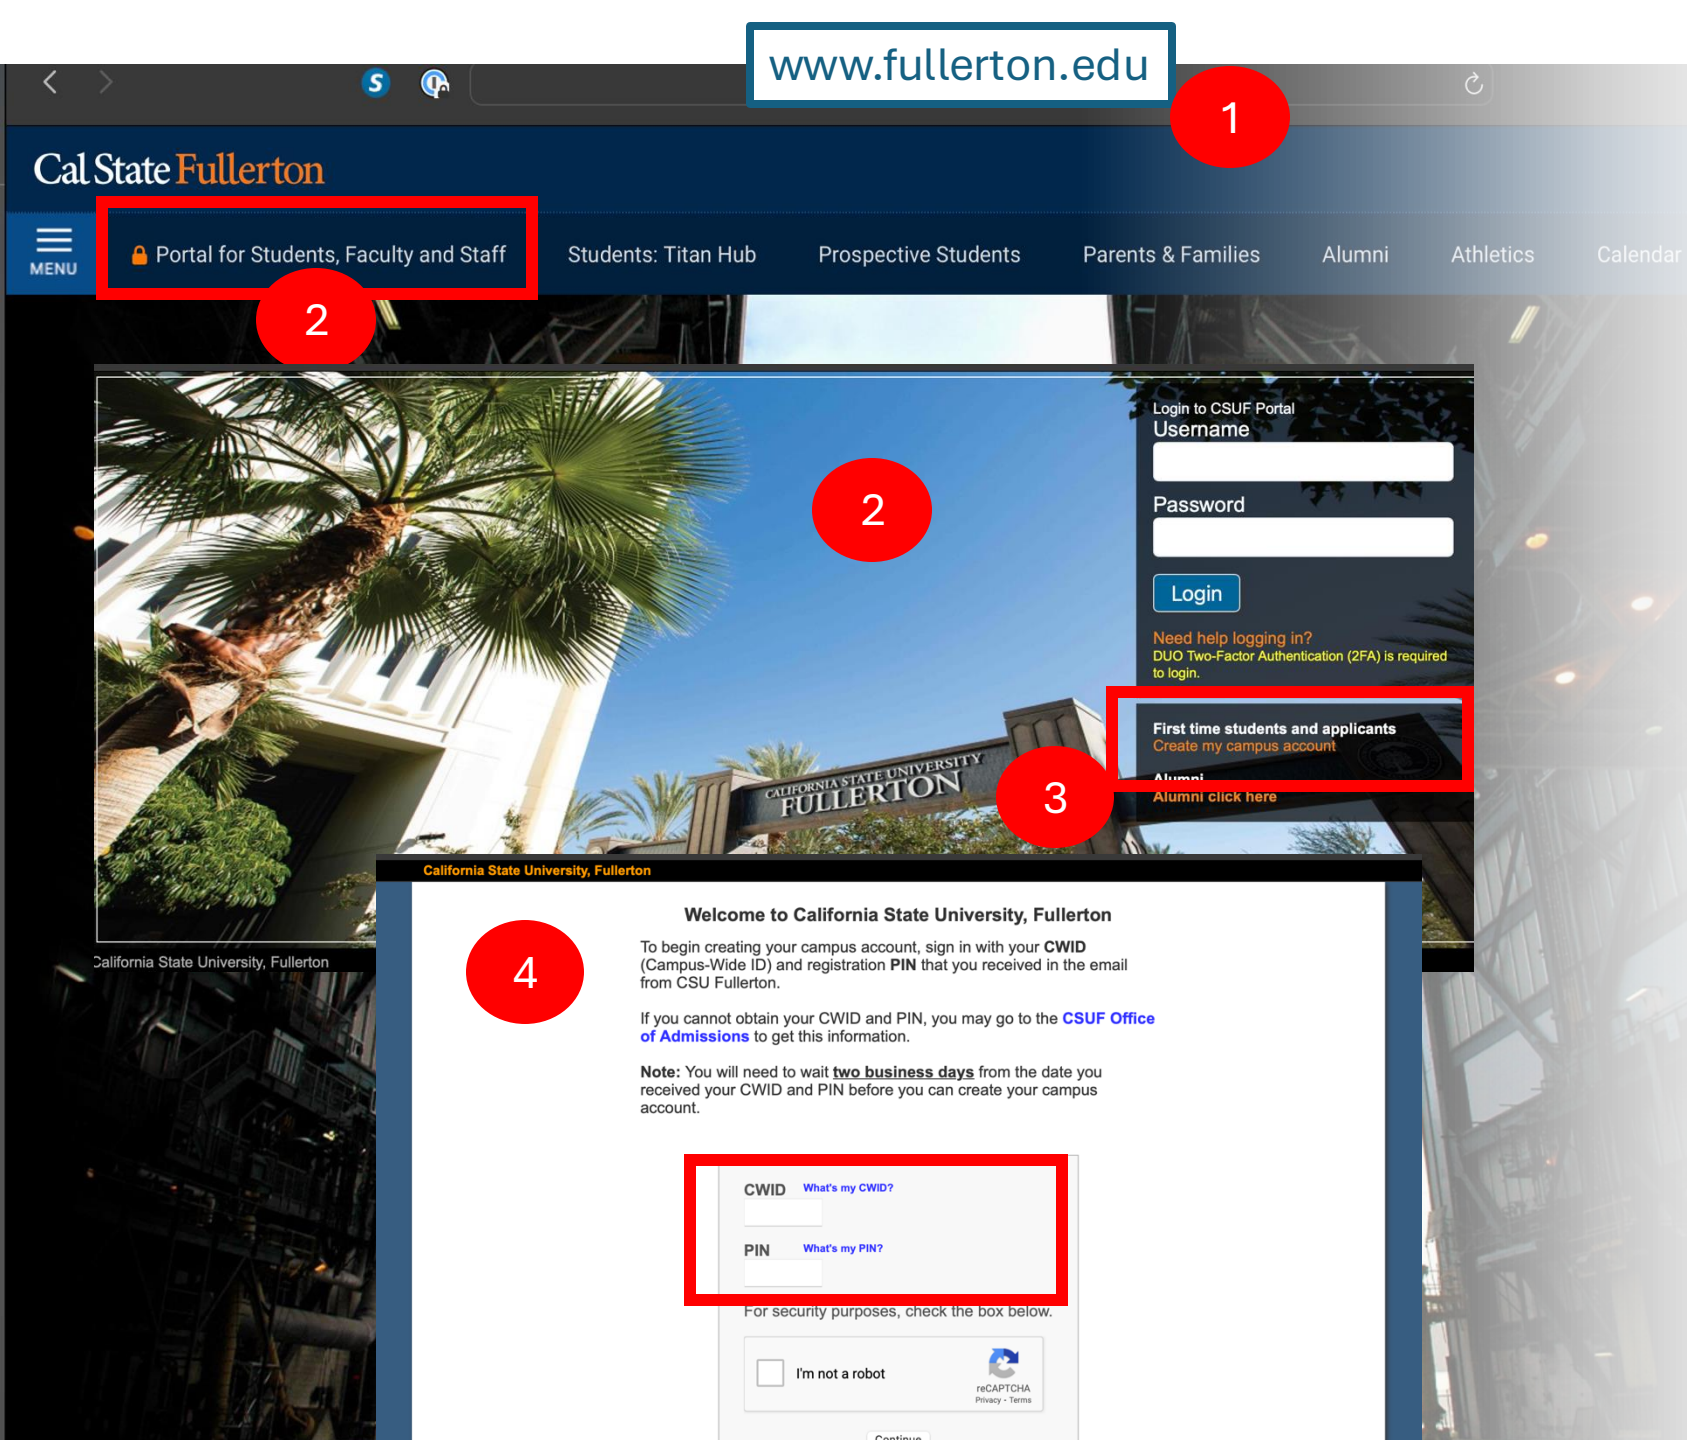 www.fullerton.edu
1
Cal State Fullerton
MENU
Portal for Students, Faculty and Staff
Students: Titan Hub
Prospective Students
Parents & Families
Alumni
Athletics
Calendar
2
Login to CSUF Portal
Username
2
Password
Login
Need help logging in?
DUO Two-Factor Authentication (2FA) is required
to login.
First time students and applicants
Create my campus account
CALIFORNIA STATE UNIVERSITY
FULLERTON
3
Alumni
Alumni click here
California State University, Fullerton
California State University, Fullerton
4
Welcome to California State University, Fullerton
To begin creating your campus account, sign in with your CWID
(Campus-Wide ID) and registration PIN that you received in the email
from CSU Fullerton.
If you cannot obtain your CWID and PIN, you may go to the CSUF Office
of Admissions to get this information.
Note: You will need to wait two business days from the date you
received your CWID and PIN before you can create your campus
account.
CWID What's my CWID?
PIN What's my PIN?
For security purposes, check the box below.
I'm not a robot
reCAPTCHA
Privacy - Terms
Continue